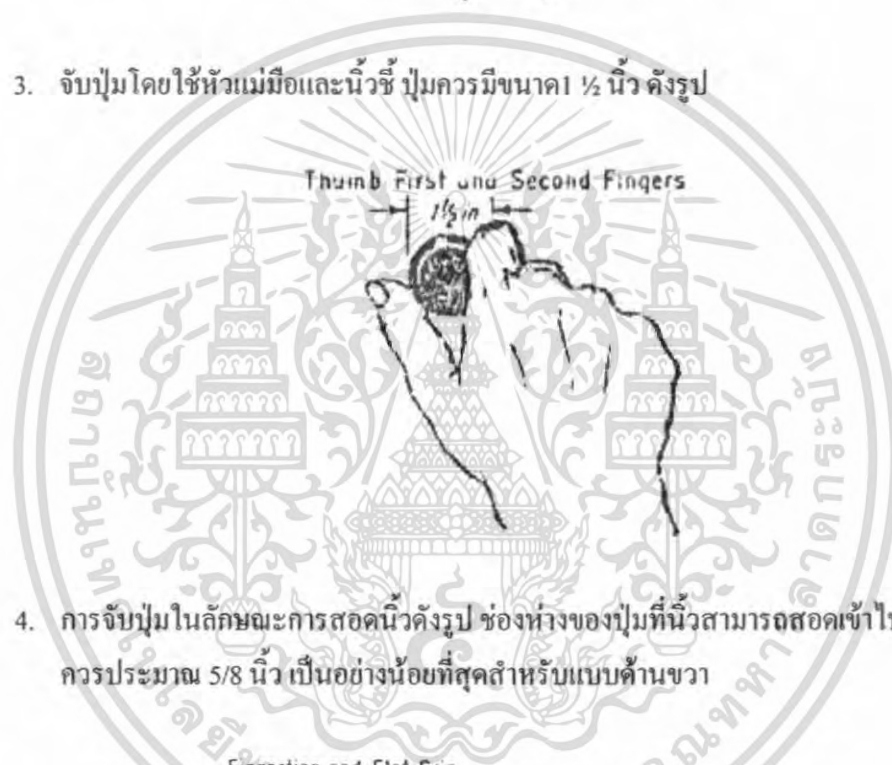 3. จับปุ่มโดยใช้หัวแม่มือและนิ้วชี้ ปุ่มควรมีขนาด1 ½ นิ้ว ดังรูป
Thumb First and Second Fingers
1½ in
4. การจับปุ่มในลักษณะการสอดนิ้วดังรูป ช่องห่างของปุ่มที่นิ้วสามารถสอดเข้าไป
ควรประมาณ 5/8 นิ้ว เป็นอย่างน้อยที่สุดสำหรับแบบด้านขวา